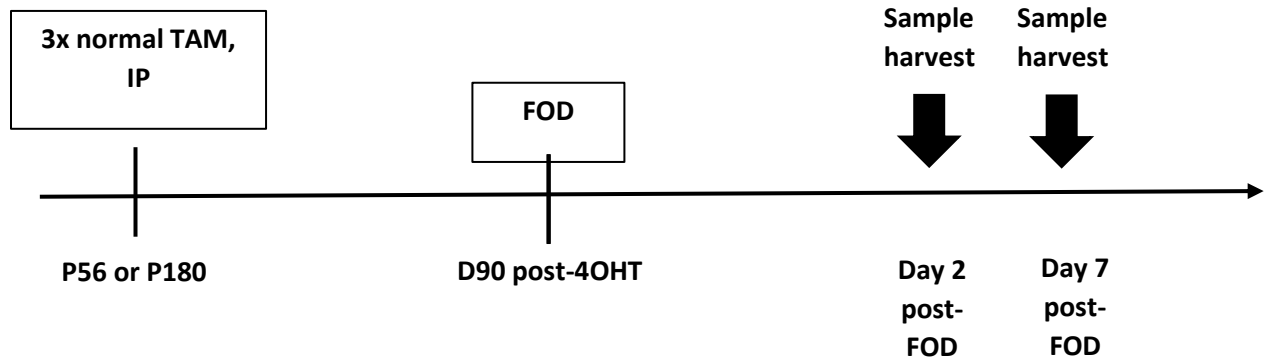 3x normal TAM,
IP
FOD
Sample
harvest
Sample
harvest
P56 or P180
D90 post-4OHT
Day 2
post-
FOD
Day 7
post-
FOD